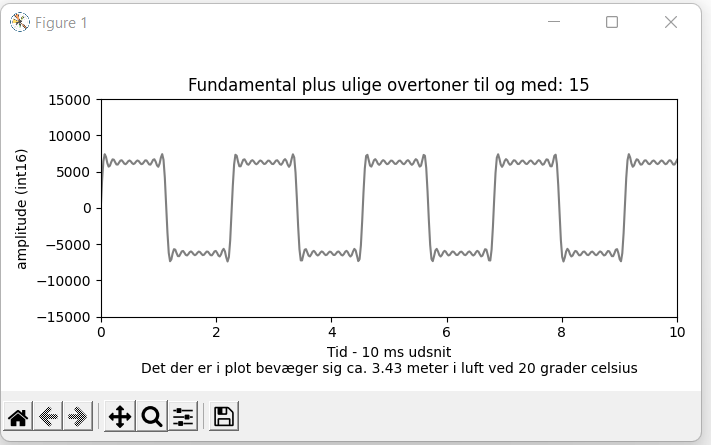 Figure 1
Fundamental plus ulige overtoner til og med: 15
15000
10000
5000
0
−5000
−10000
−15000
amplitude (int16)
0 2 4 6 8 10
Tid - 10 ms udsnit
Det der er i plot bevæger sig ca. 3.43 meter i luft ved 20 grader celsius